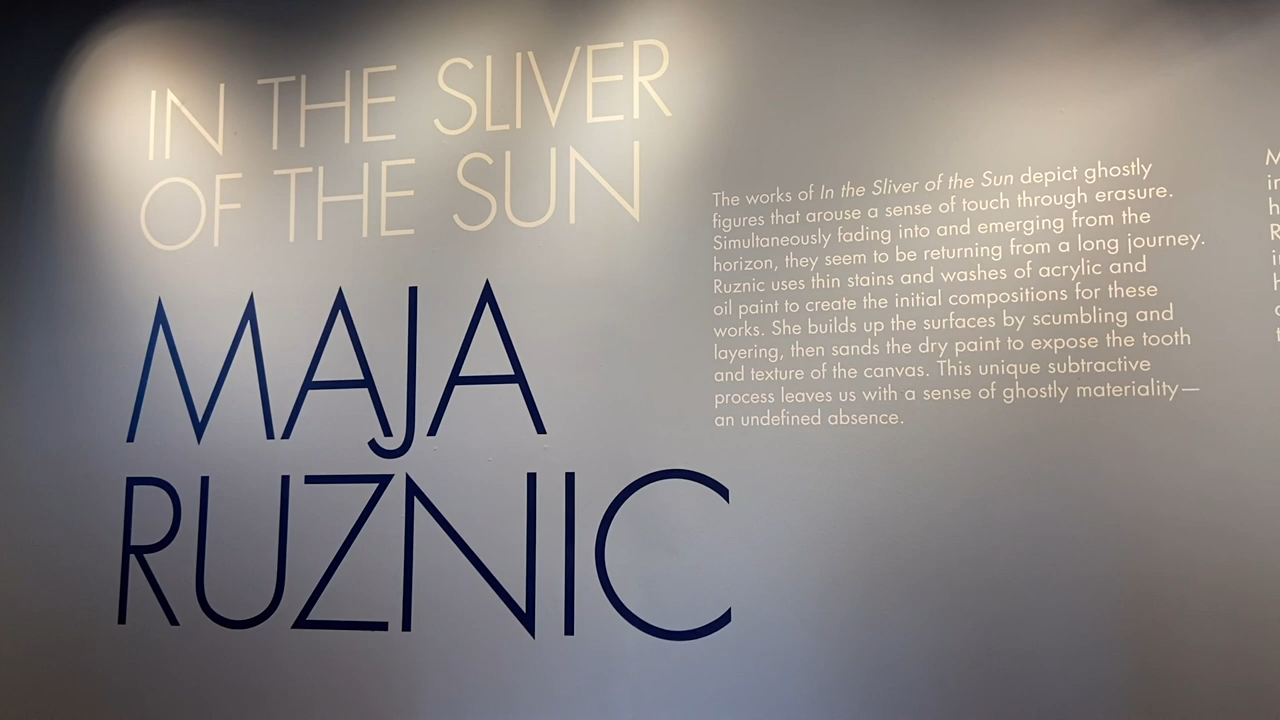 IN THE SLIVER
OF THE SUN
MAJA
RUZNIC
The works of In the Sliver of the Sun depict ghostly
figures that arouse a sense of touch through erasure.
Simultaneously fading into and emerging from the
horizon, they seem to be returning from a long journey.
Ruznic uses thin stains and washes of acrylic and
oil paint to create the initial compositions for these
works. She builds up the surfaces by scumbling and
layering, then sands the dry paint to expose the tooth
and texture of the canvas. This unique subtractive
process leaves us with a sense of ghostly materiality—
an undefined absence.